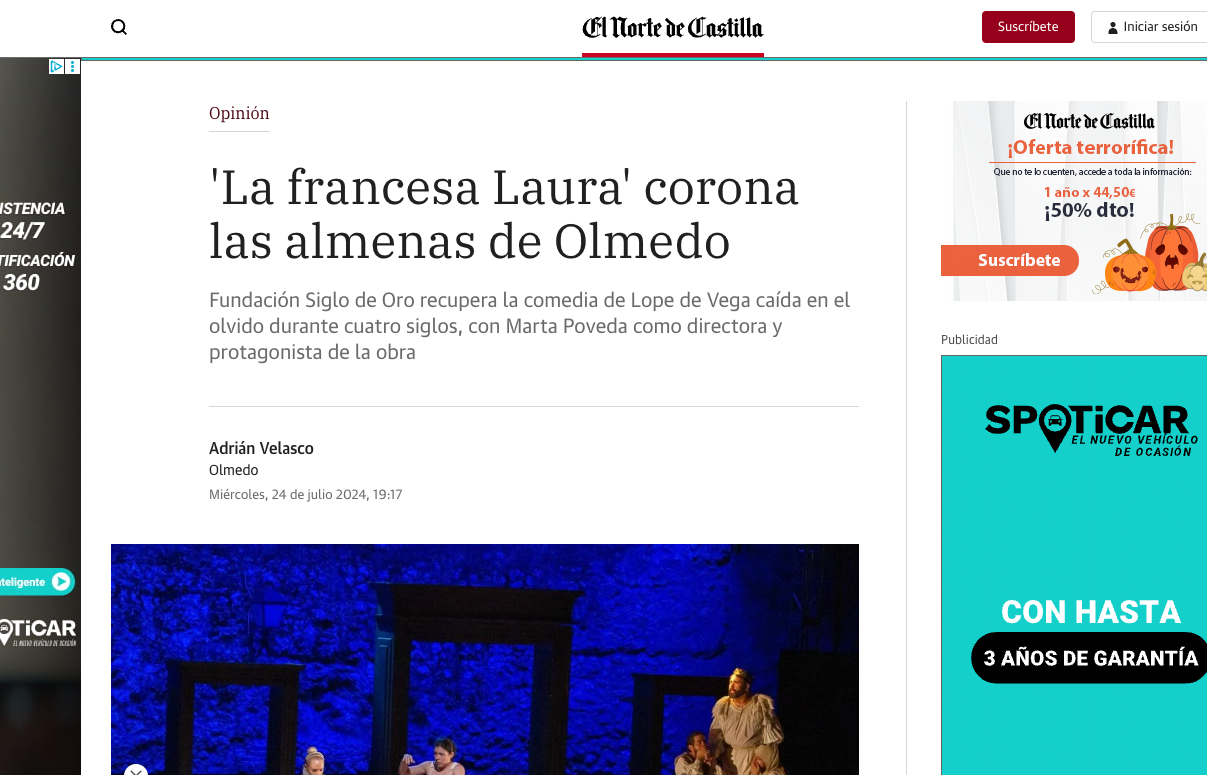 El Norte de Castilla
Suscríbete
Iniciar sesión
24/7
360
Opinión
'La francesa Laura' corona
las almenas de Olmedo
Fundación Siglo de Oro recupera la comedia de Lope de Vega caída en el
olvido durante cuatro siglos, con Marta Poveda como directora y
protagonista de la obra
Adrián Velasco
Olmedo
Miércoles, 24 de julio 2024, 19:17
El Norte de Castilla
¡Oferta terrorífica!
Que no te lo cuenten, accede a toda la información:
1 año x 44,50€
¡50% dto!
Suscríbete
Publicidad
SPOTiCAR
EL NUEVO VEHÍCULO
DE OCASIÓN
CON HASTA
3 AÑOS DE GARANTÍA
EL NUEVO VEHÍCULO DE OCASIÓN